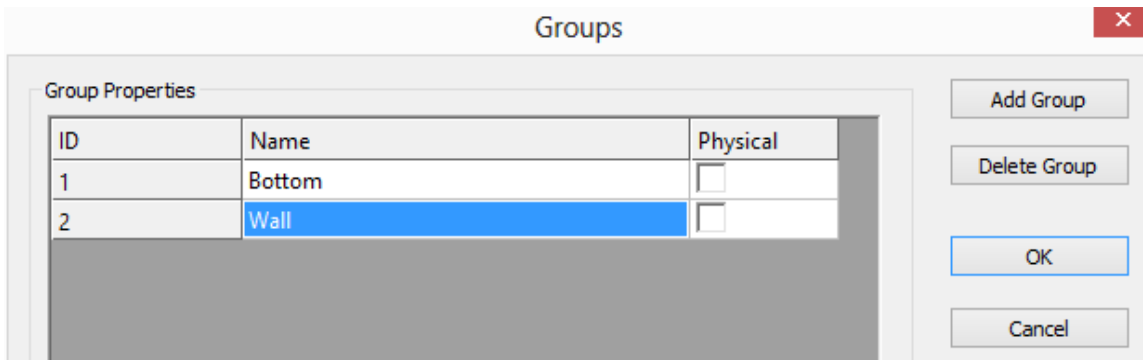 Groups
Group Properties
Add Group
ID Name Physical
Delete Group
1 Bottom
2 Wall
OK
Cancel